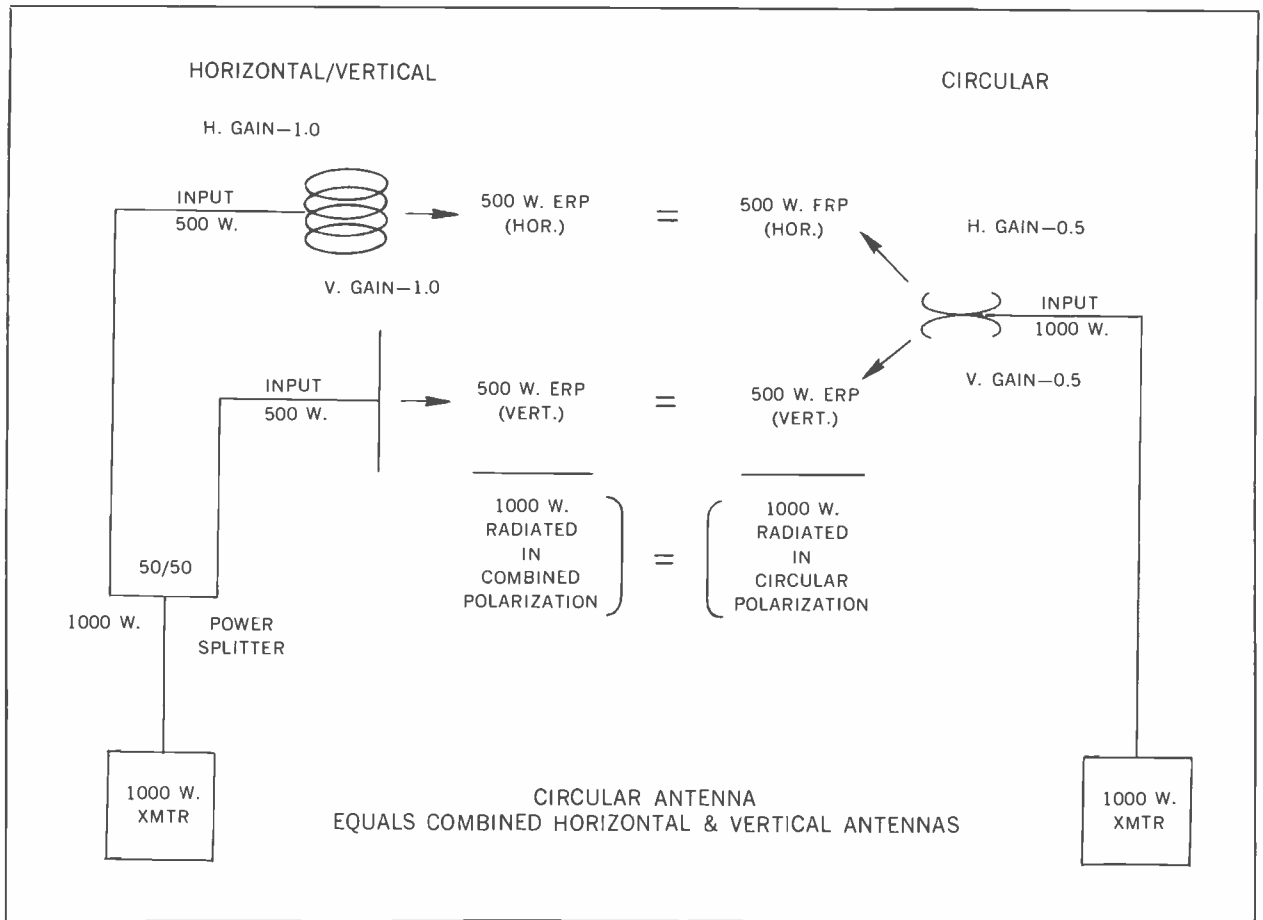 HORIZONTAL/VERTICAL
CIRCULAR
H. GAIN—1.0
INPUT
500 W.
500 W. ERP
(HOR.)
=
500 W. FRP
(HOR.)
H. GAIN—0.5
V. GAIN—1.0
INPUT
1000 W.
INPUT
500 W.
500 W. ERP
(VERT.)
=
500 W. ERP
(VERT.)
V. GAIN—0.5
1000 W.
RADIATED
IN
COMBINED
POLARIZATION
=
1000 W.
RADIATED
IN
CIRCULAR
POLARIZATION
50/50
1000 W.
POWER
SPLITTER
1000 W.
XMTR
CIRCULAR ANTENNA
EQUALS COMBINED HORIZONTAL & VERTICAL ANTENNAS
1000 W.
XMTR